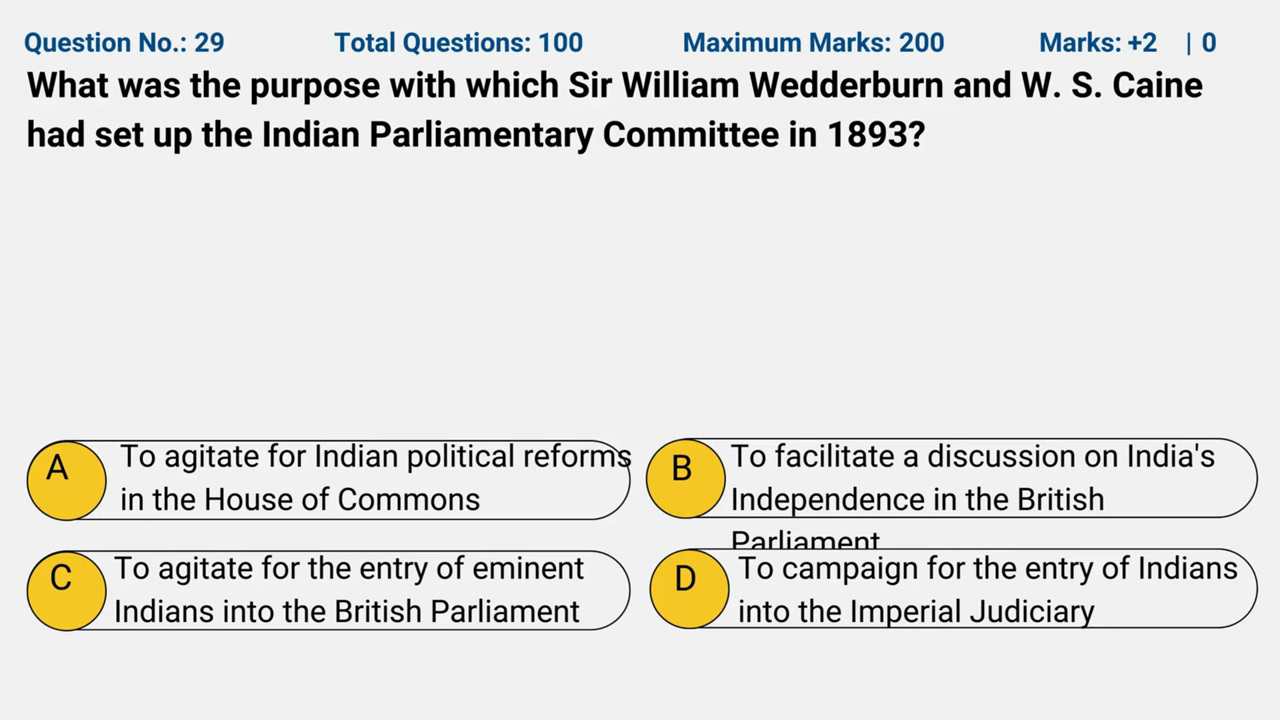 Question No.: 29 Total Questions: 100 Maximum Marks: 200 Marks: +2 | 0
What was the purpose with which Sir William Wedderburn and W. S. Caine
had set up the Indian Parliamentary Committee in 1893?
A To agitate for Indian political reforms
in the House of Commons
B To facilitate a discussion on India's
Independence in the British
Parliament
C To agitate for the entry of eminent
Indians into the British Parliament
D To campaign for the entry of Indians
into the Imperial Judiciary